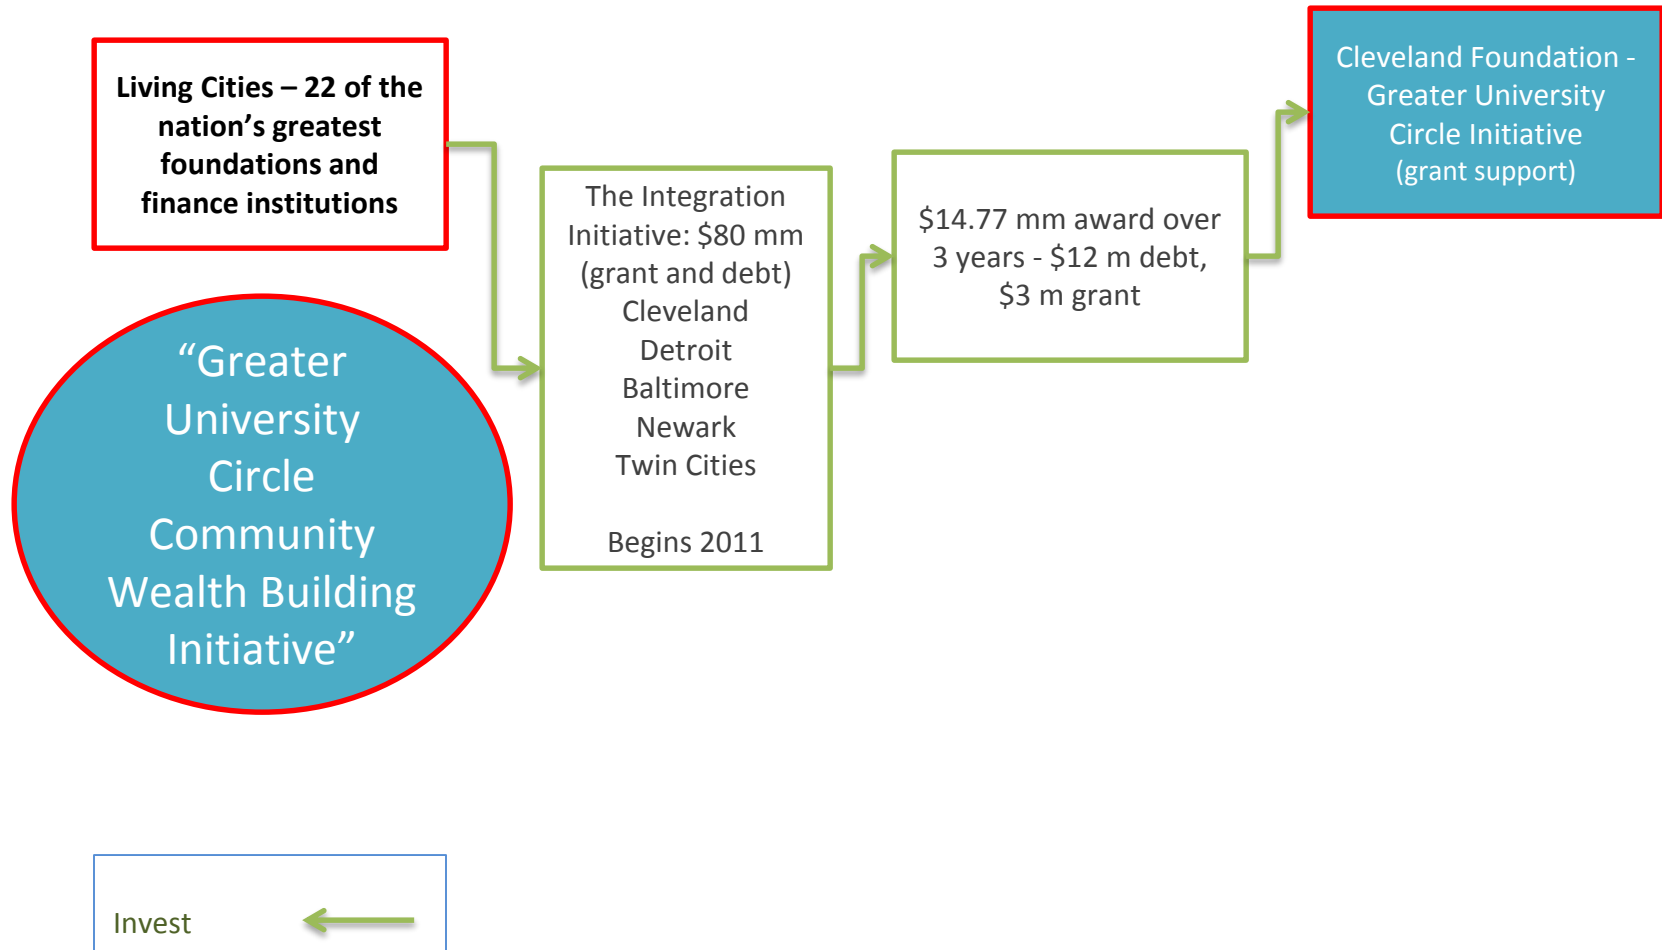 Living Cities – 22 of the
nation’s greatest
foundations and
finance institutions
“Greater
University
Circle
Community
Wealth Building
Initiative”
The Integration
Initiative: $80 mm
(grant and debt)
Cleveland
Detroit
Baltimore
Newark
Twin Cities
Begins 2011
$14.77 mm award over
3 years - $12 m debt,
$3 m grant
Cleveland Foundation -
Greater University
Circle Initiative
(grant support)
Invest